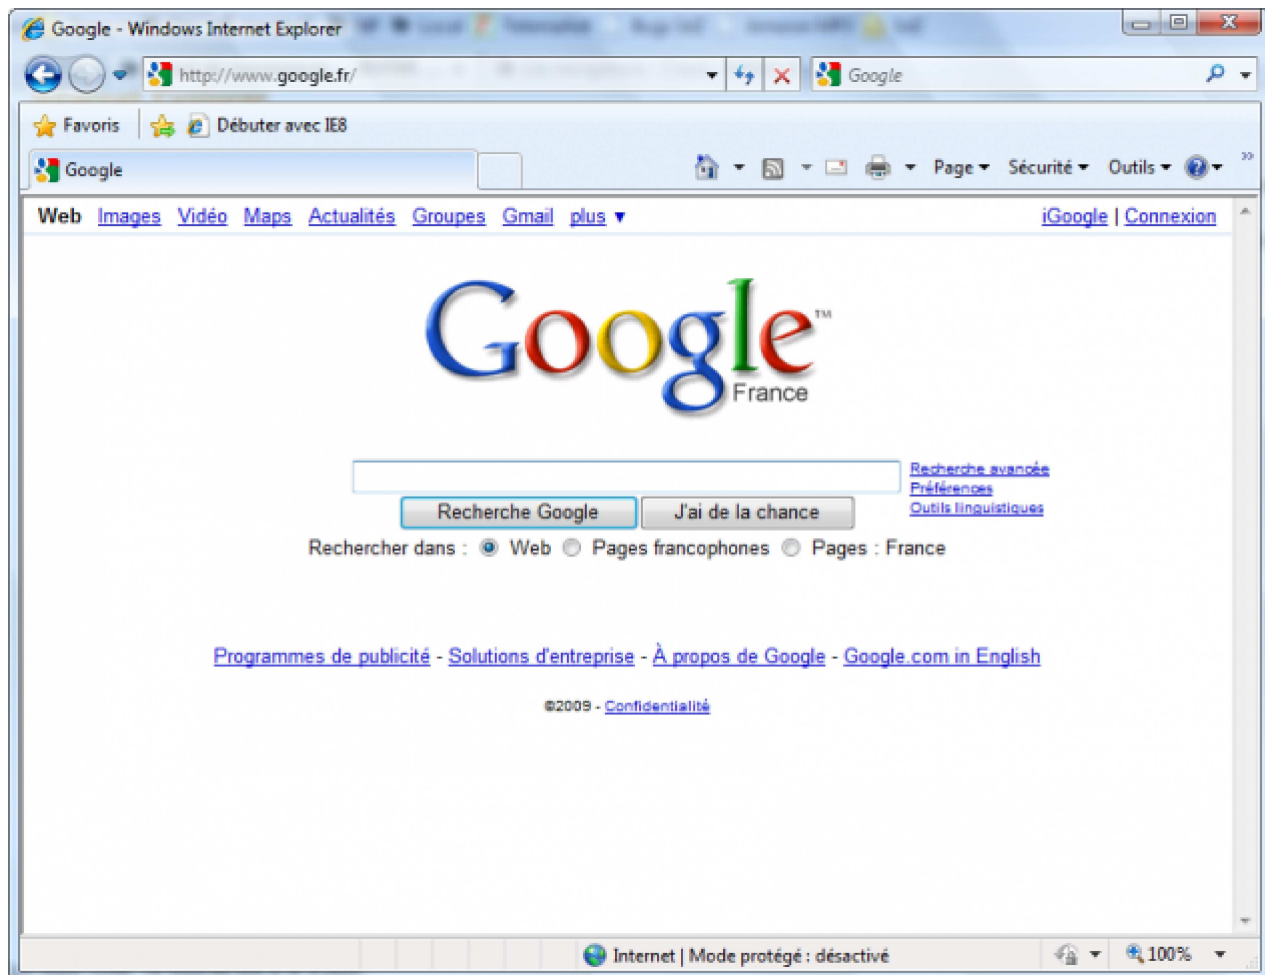 Google - Windows Internet Explorer
http://www.google.fr/
Google
Favoris
Débuter avec IE8
Google
Page
Sécurité
Outils
Web Images Vidéo Maps Actualités Groupes Gmail plus
iGoogle | Connexion
Google™
France
Recherche avancée
Préférences
Outils linguistiques
Recherche Google
J'ai de la chance
Rechercher dans : Web Pages francophones Pages : France
Programmes de publicité - Solutions d'entreprise - À propos de Google - Google.com in English
©2009 - Confidentialité
Internet | Mode protégé : désactivé
100%